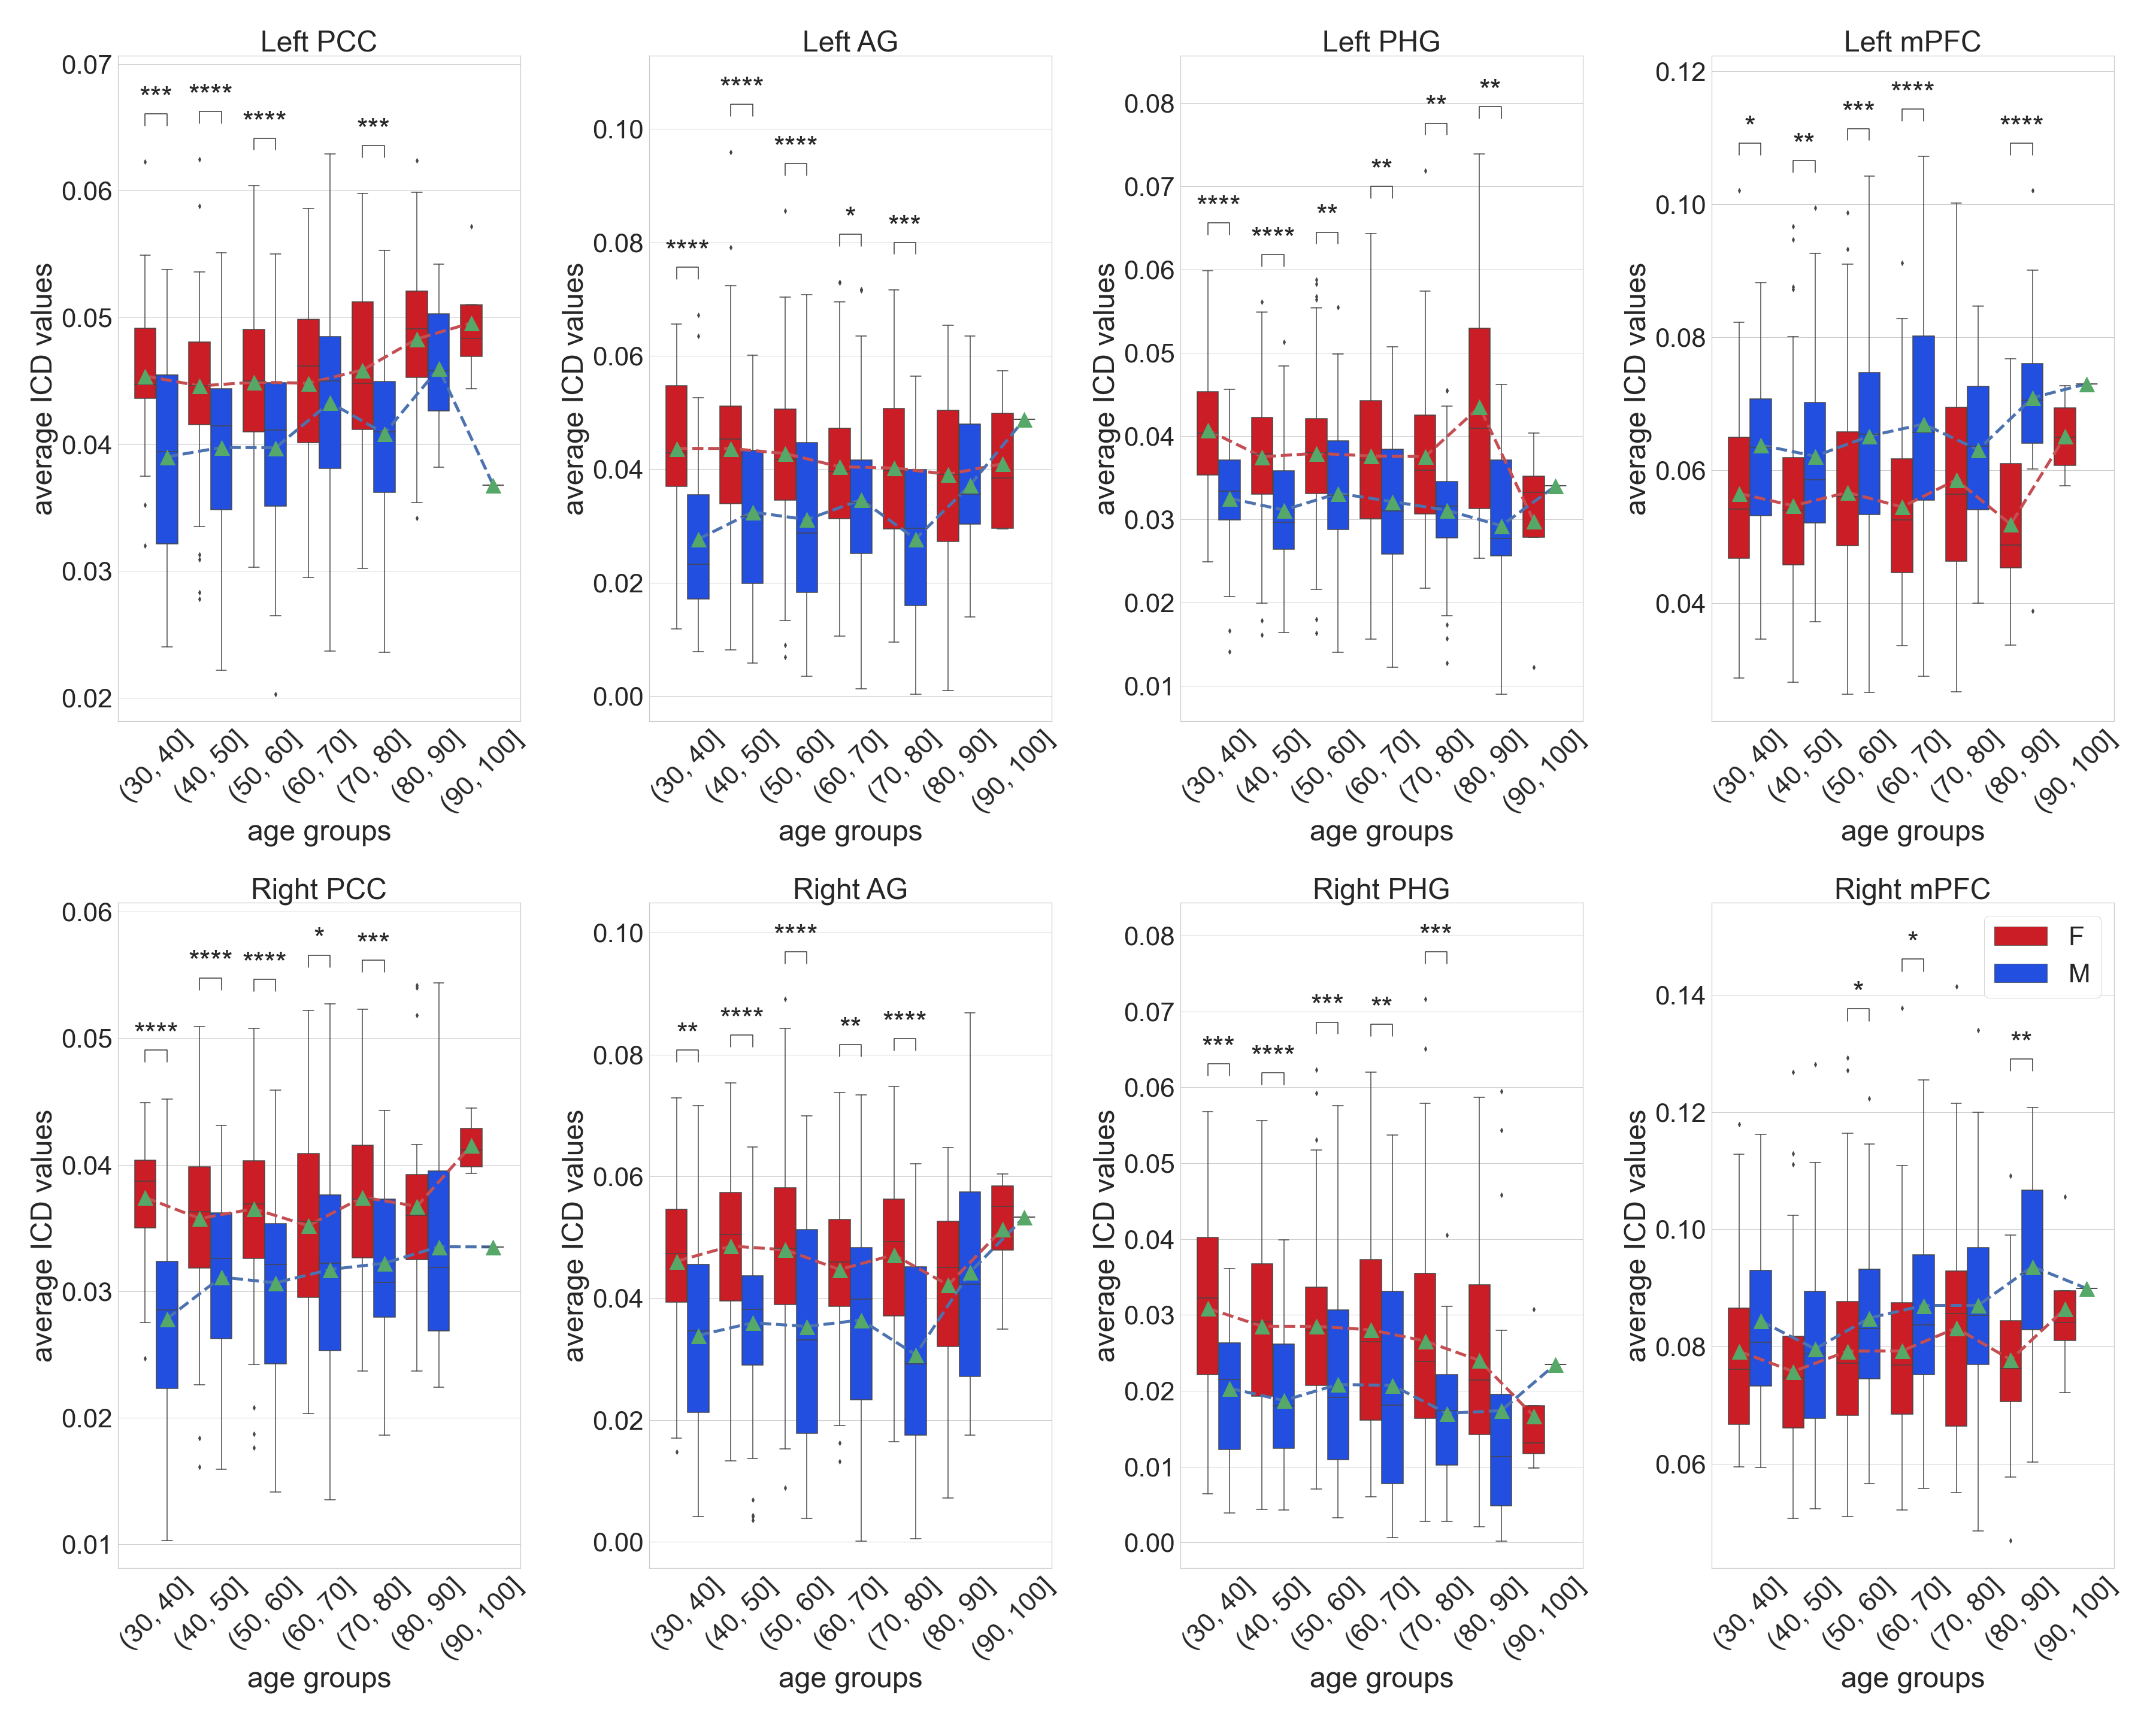 Left PCC
0.07
0.06
0.05
0.04
0.03
0.02
average ICD values
*** **** **** ***
(30, 40] (40, 50] (50, 60] (60, 70] (70, 80] (80, 90] (90, 100]
age groups
Left AG
0.10
0.08
0.06
0.04
0.02
0.00
average ICD values
**** **** **** * ***
(30, 40] (40, 50] (50, 60] (60, 70] (70, 80] (80, 90] (90, 100]
age groups
Left PHG
0.08
0.07
0.06
0.05
0.04
0.03
0.02
0.01
average ICD values
**** **** ** ** ** **
(30, 40] (40, 50] (50, 60] (60, 70] (70, 80] (80, 90] (90, 100]
age groups
Left mPFC
0.12
0.10
0.08
0.06
0.04
average ICD values
* ** *** **** ****
(30, 40] (40, 50] (50, 60] (60, 70] (70, 80] (80, 90] (90, 100]
age groups
Right PCC
0.06
0.05
0.04
0.03
0.02
0.01
average ICD values
**** **** **** * ***
(30, 40] (40, 50] (50, 60] (60, 70] (70, 80] (80, 90] (90, 100]
age groups
Right AG
0.10
0.08
0.06
0.04
0.02
0.00
average ICD values
** **** **** ** ****
(30, 40] (40, 50] (50, 60] (60, 70] (70, 80] (80, 90] (90, 100]
age groups
Right PHG
0.08
0.07
0.06
0.05
0.04
0.03
0.02
0.01
0.00
average ICD values
*** **** *** ** ***
(30, 40] (40, 50] (50, 60] (60, 70] (70, 80] (80, 90] (90, 100]
age groups
Right mPFC
F
M
0.14
0.12
0.10
0.08
0.06
average ICD values
* * **
(30, 40] (40, 50] (50, 60] (60, 70] (70, 80] (80, 90] (90, 100]
age groups